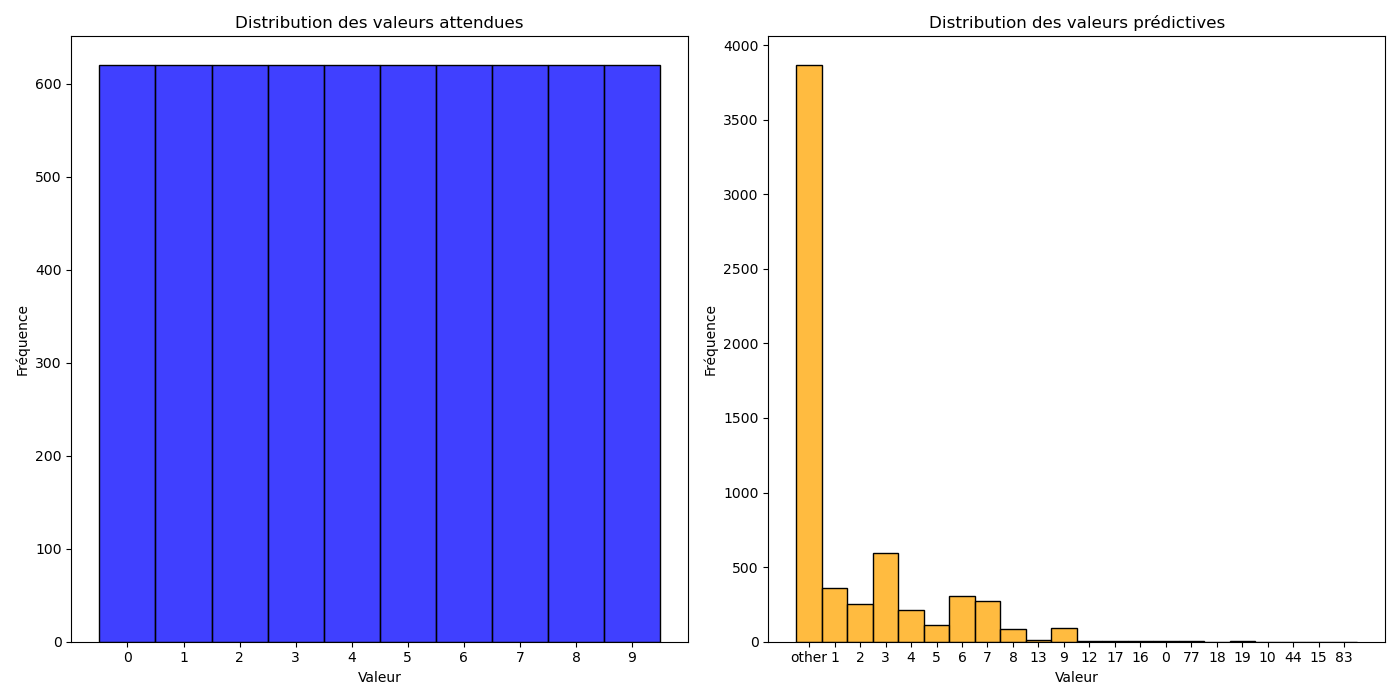 Distribution des valeurs attendues
Fréquence
600
500
400
300
200
100
0
0 1 2 3 4 5 6 7 8 9
Valeur
Distribution des valeurs prédictives
Fréquence
4000
3500
3000
2500
2000
1500
1000
500
0
other 1 2 3 4 5 6 7 8 13 9 12 17 16 0 77 18 19 10 44 15 83
Valeur